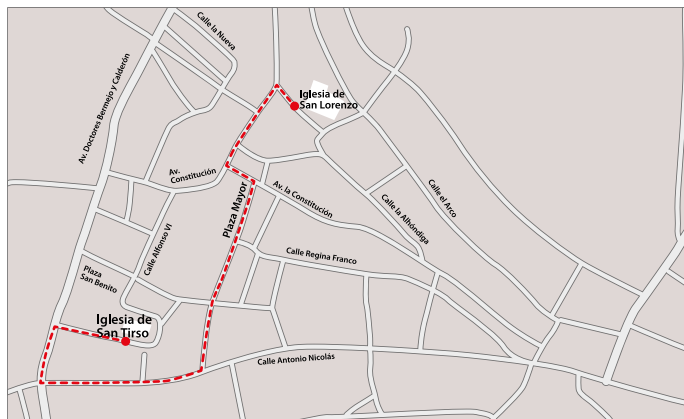 Calle la Nueva
Av. Doctores Bermejo y Calderón
Iglesia de
San Lorenzo
Av.
Constitución
Plaza Mayor
Av. la Constitución
Calle el Arco
Calle la Alhóndiga
Calle Alfonso VI
Calle Regina Franco
Plaza
San Benito
Iglesia de
San Tirso
Calle Antonio Nicolás